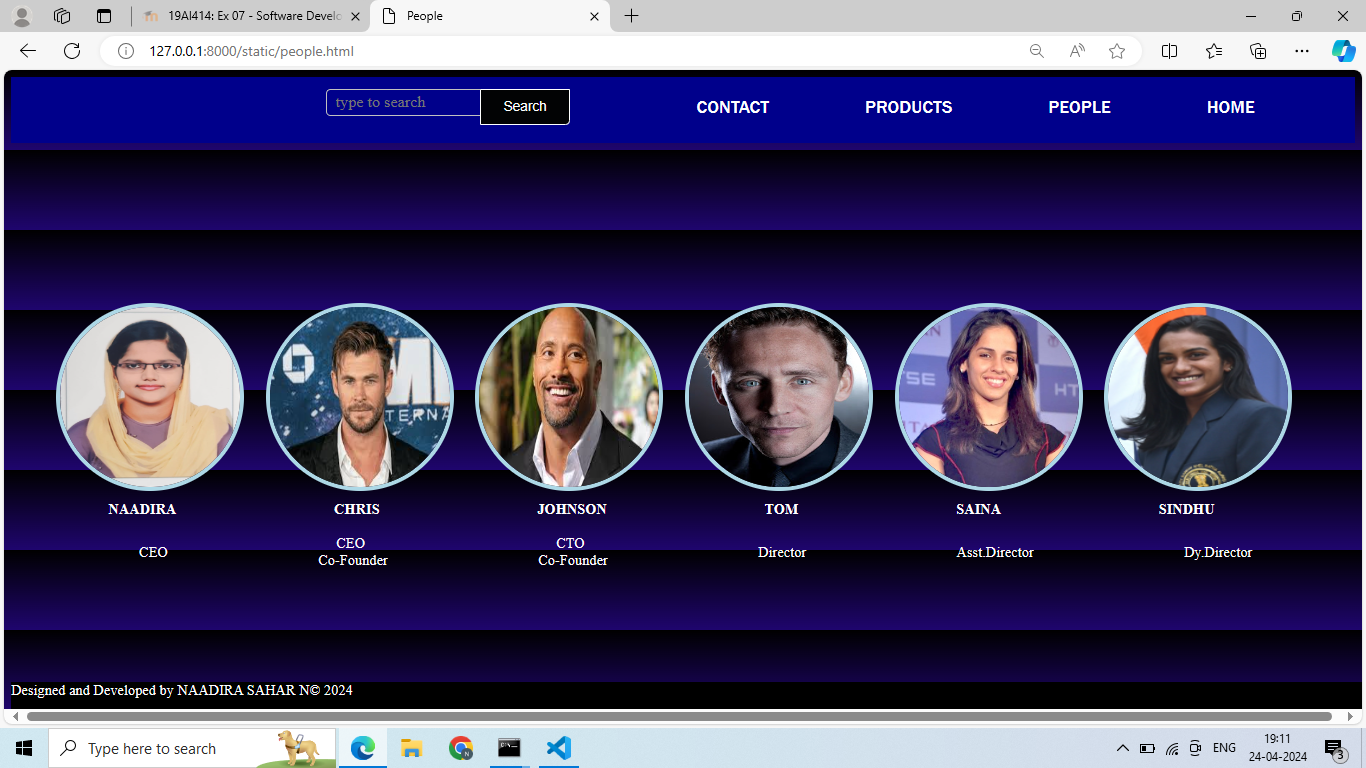 19AI414: Ex 07 - Software Develo
People
127.0.0.1:8000/static/people.html
type to search
Search
CONTACT
PRODUCTS
PEOPLE
HOME
NAADIRA
CHRIS
JOHNSON
TOM
SAINA
SINDHU
CEO
CEO
Co-Founder
CTO
Co-Founder
Director
Asst.Director
Dy.Director
Designed and Developed by NAADIRA SAHAR N© 2024
Type here to search
ENG
19:11
24-04-2024
3